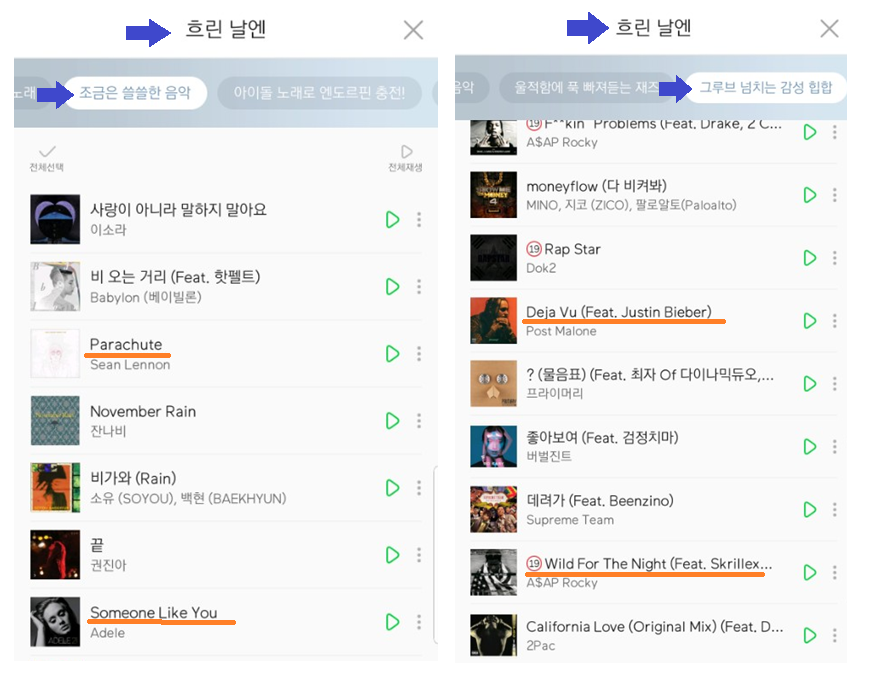 흐린 날엔
노래
조금은 쓸쓸한 음악
아이돌 노래로 엔도르핀 충전!
전체선택
전체재생
사랑이 아니라 말하지 말아요
이소라
비 오는 거리 (Feat. 핫펠트)
Babylon (베이빌론)
Parachute
Sean Lennon
November Rain
잔나비
비가와 (Rain)
소유 (SOYOU), 백현 (BAEKHYUN)
끝
권진아
Someone Like You
Adele
흐린 날엔
음악
울적함에 푹 빠져듣는 재즈
그루브 넘치는 감성 힙합
19 F**kin' Problems (Feat. Drake, 2 C...
A$AP Rocky
moneyflow (다 비켜봐)
MINO, 지코 (ZICO), 팔로알토(Paloalto)
19 Rap Star
Dok2
Deja Vu (Feat. Justin Bieber)
Post Malone
? (물음표) (Feat. 최자 Of 다이나믹듀오,...
프라이머리
좋아보여 (Feat. 검정치마)
버벌진트
데려가 (Feat. Beenzino)
Supreme Team
19 Wild For The Night (Feat. Skrillex...
A$AP Rocky
California Love (Original Mix) (Feat. D...
2Pac